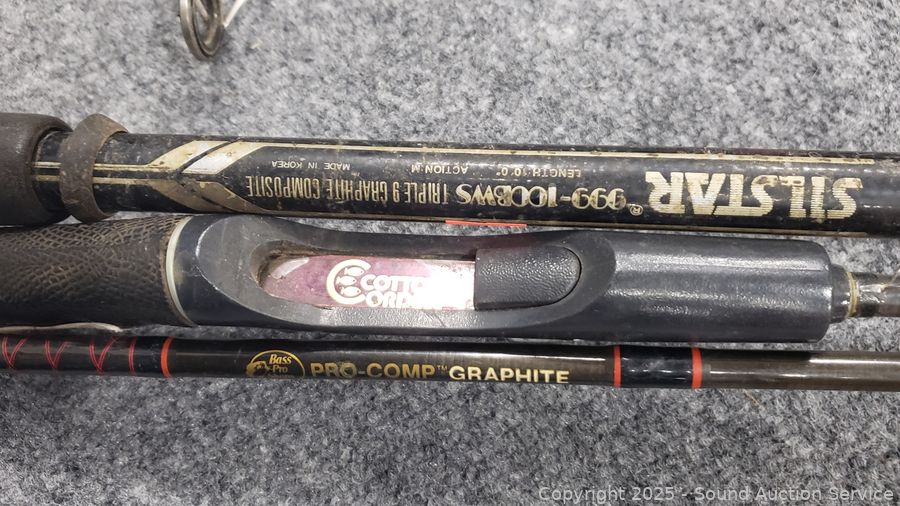 SILSTAR®
999-100BWS
TRIPLE 9 GRAPHITE COMPOSITE
LENGTH 10'0" ACTION M
MADE IN KOREA
COTTON
CORDELL
Bass
Pro
PRO-COMP™ GRAPHITE
Copyright 2025 - Sound Auction Service